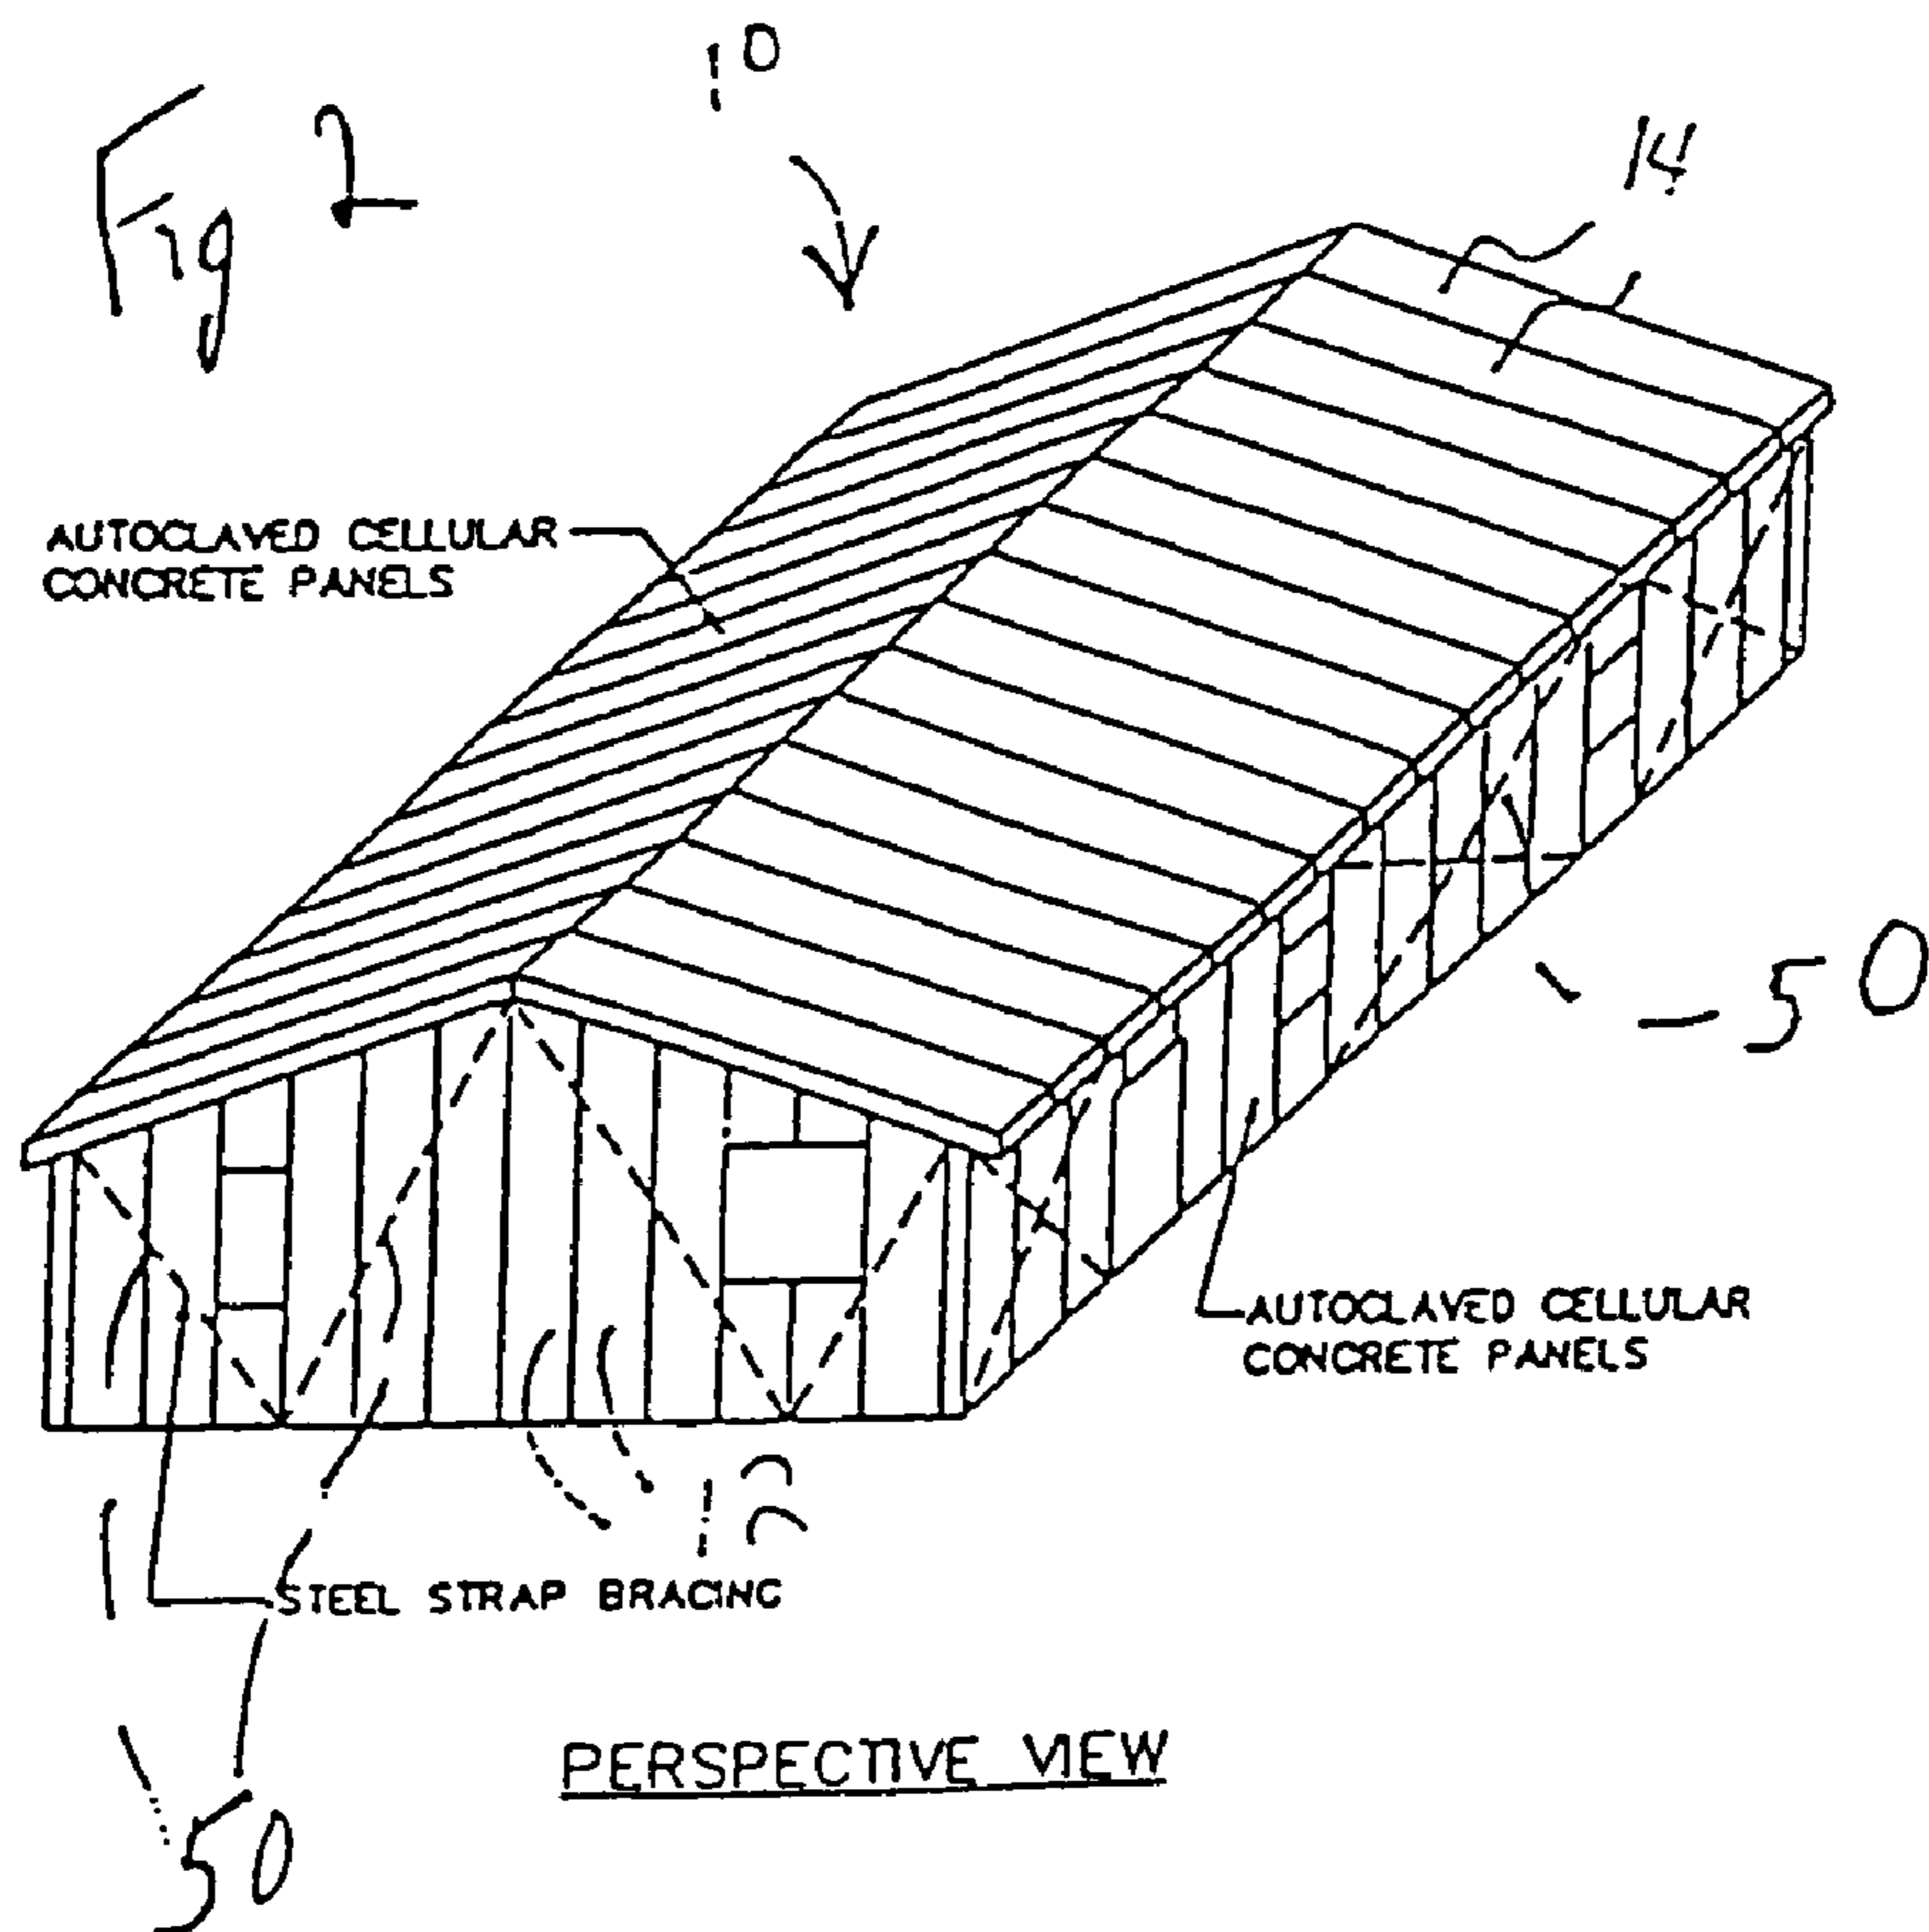 Fig 2
10
14
AUTOCLAVED CELLULAR
CONCRETE PANELS
50
AUTOCLAVED CELLULAR
CONCRETE PANELS
STEEL STRAP BRACING
PERSPECTIVE VIEW
50